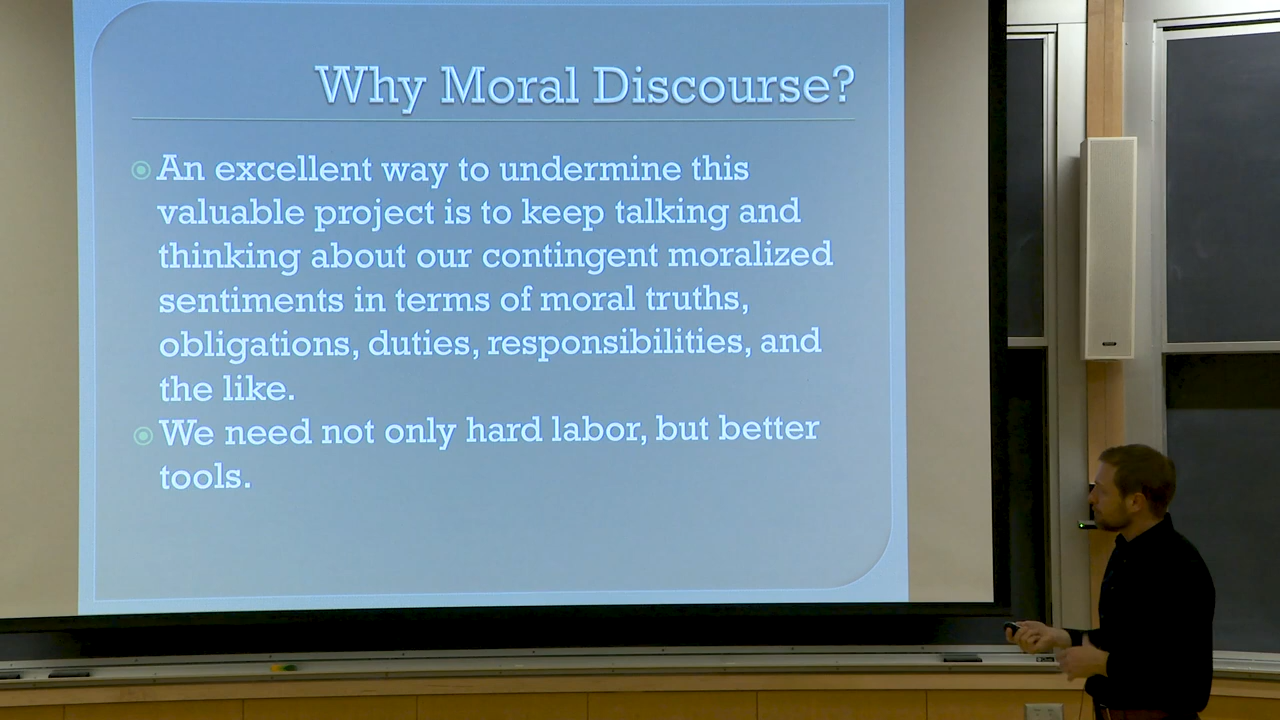 Why Moral Discourse?
An excellent way to undermine this
valuable project is to keep talking and
thinking about our contingent moralized
sentiments in terms of moral truths,
obligations, duties, responsibilities, and
the like.
We need not only hard labor, but better
tools.